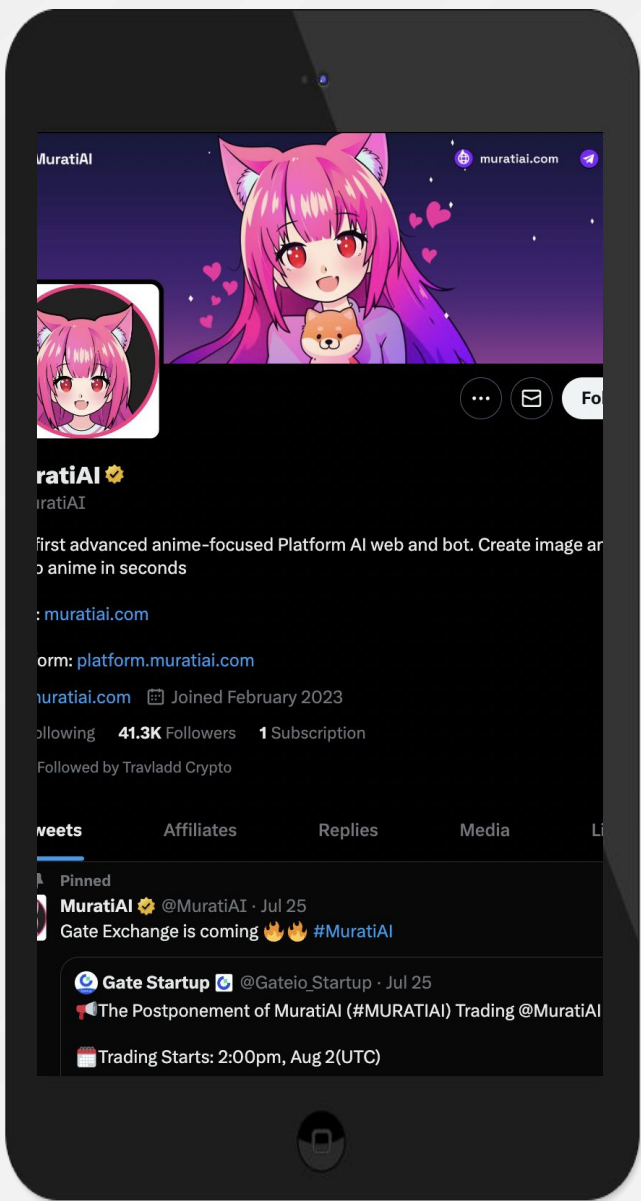 MuratiAI
muratiai.com
Fol
ratiAI
uratiAI
first advanced anime-focused Platform AI web and bot. Create image an
o anime in seconds
: muratiai.com
orm: platform.muratiai.com
muratiai.com Joined February 2023
ollowing 41.3K Followers 1 Subscription
Followed by Travladd Crypto
weets Affiliates Replies Media Li
Pinned
MuratiAI @MuratiAI · Jul 25
Gate Exchange is coming 🔥🔥 #MuratiAI
Gate Startup @Gateio_Startup · Jul 25
📢The Postponement of MuratiAI (#MURATIAI) Trading @MuratiAI
🗓️Trading Starts: 2:00pm, Aug 2(UTC)